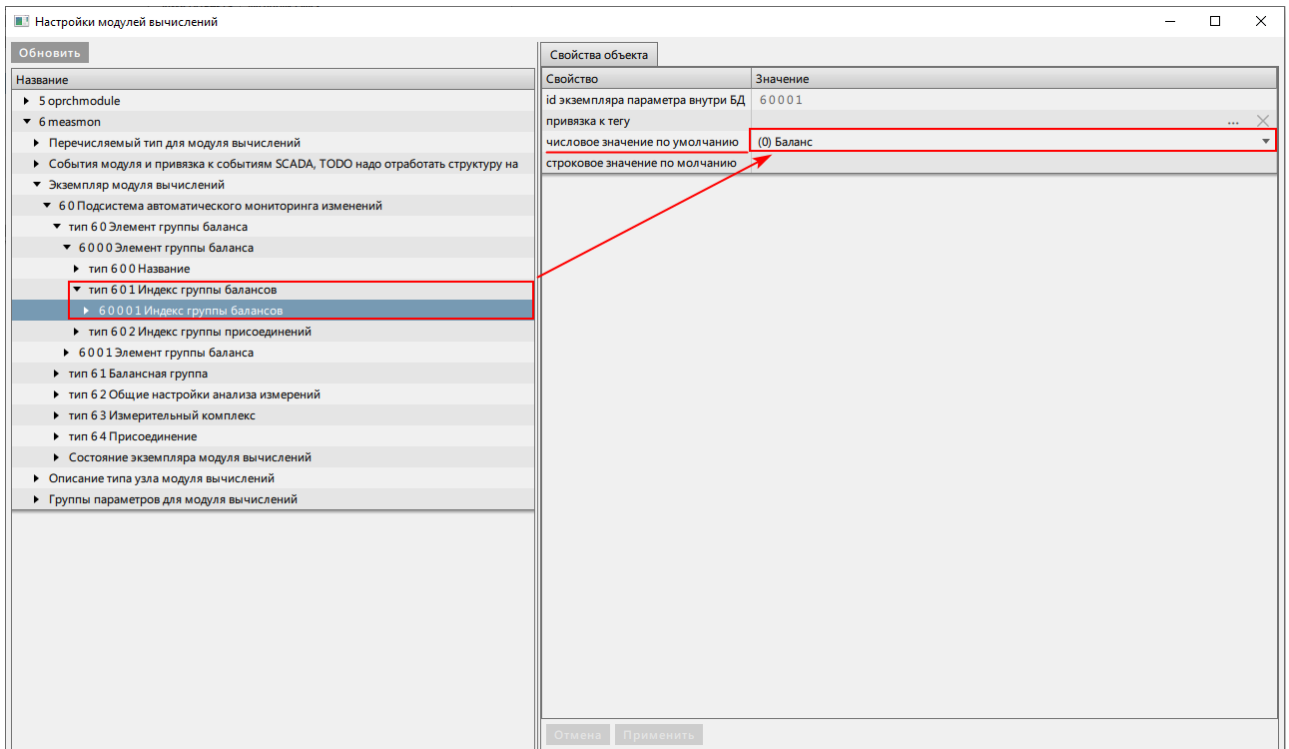 Настройки модулей вычислений
Обновить
Название
5 oprchmodule
6 measmon
Перечисляемый тип для модуля вычислений
События модуля и привязка к событиям SCADA, TODO надо отработать структуру на
Экземпляр модуля вычислений
6 0 Подсистема автоматического мониторинга изменений
тип 6 0 Элемент группы баланса
6 0 0 0 Элемент группы баланса
тип 6 0 0 Название
тип 6 0 1 Индекс группы балансов
6 0 0 0 1 Индекс группы балансов
тип 6 0 2 Индекс группы присоединений
6 0 0 1 Элемент группы баланса
тип 6 1 Балансная группа
тип 6 2 Общие настройки анализа измерений
тип 6 3 Измерительный комплекс
тип 6 4 Присоединение
Состояние экземпляра модуля вычислений
Описание типа узла модуля вычислений
Группы параметров для модуля вычислений
Свойства объекта
Свойство Значение
id экземпляра параметра внутри БД 6 0 0 0 1
привязка к тегу ...
числовое значение по умолчанию (0) Баланс
строковое значение по молчанию
Отмена Применить